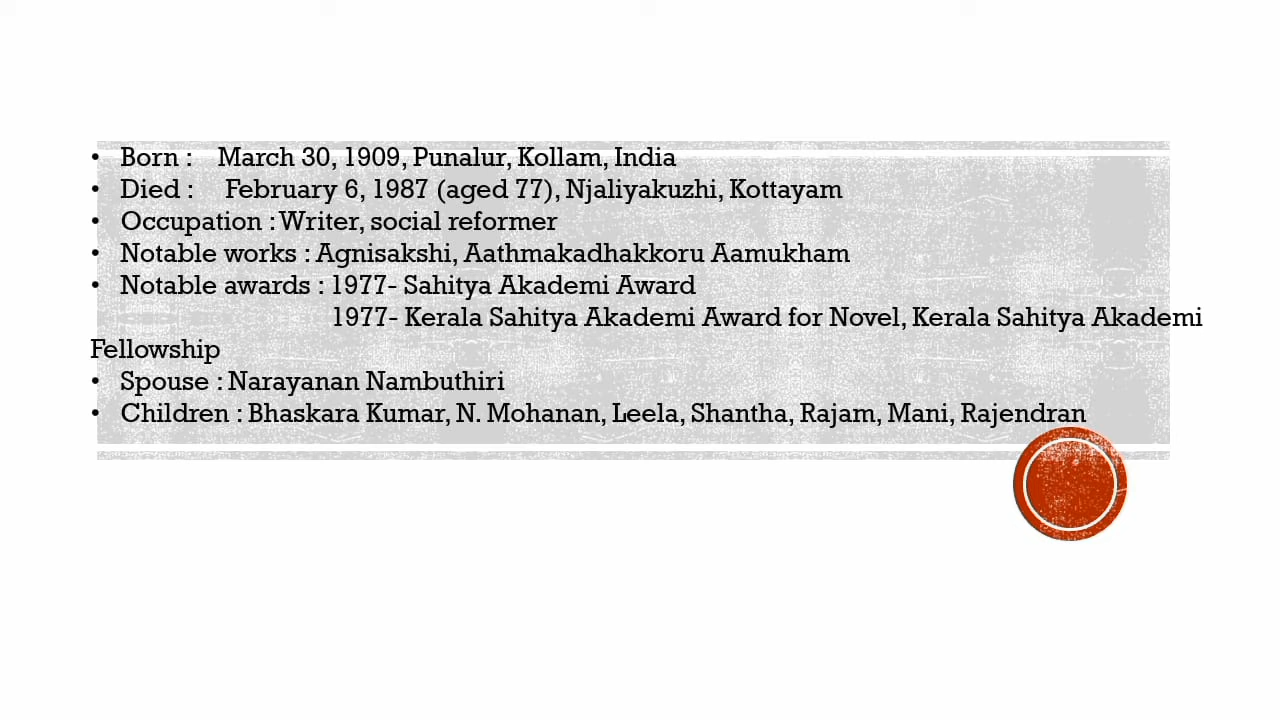 • Born : March 30, 1909, Punalur, Kollam, India
• Died : February 6, 1987 (aged 77), Njaliyakuzhi, Kottayam
• Occupation : Writer, social reformer
• Notable works : Agnisakshi, Aathmakadhakkoru Aamukham
• Notable awards : 1977- Sahitya Akademi Award
1977- Kerala Sahitya Akademi Award for Novel, Kerala Sahitya Akademi
Fellowship
• Spouse : Narayanan Nambuthiri
• Children : Bhaskara Kumar, N. Mohanan, Leela, Shantha, Rajam, Mani, Rajendran